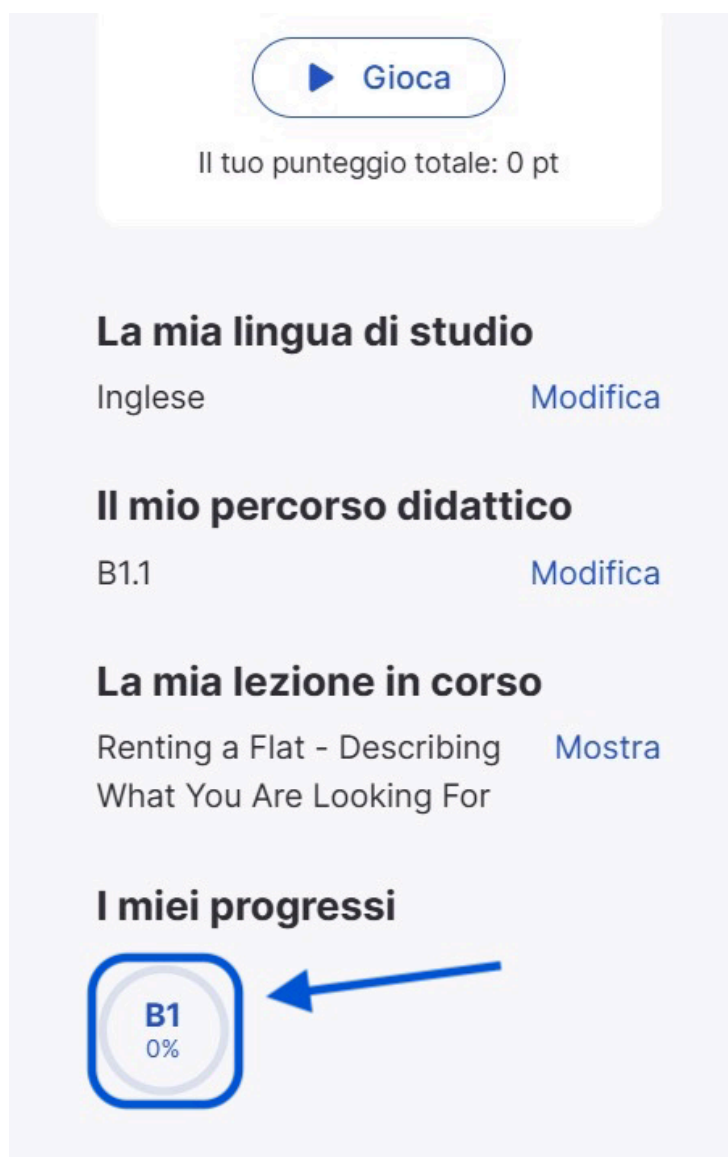 Gioca
Il tuo punteggio totale: 0 pt
La mia lingua di studio
Inglese Modifica
Il mio percorso didattico
B1.1 Modifica
La mia lezione in corso
Renting a Flat - Describing Mostra
What You Are Looking For
I miei progressi
B1
0%